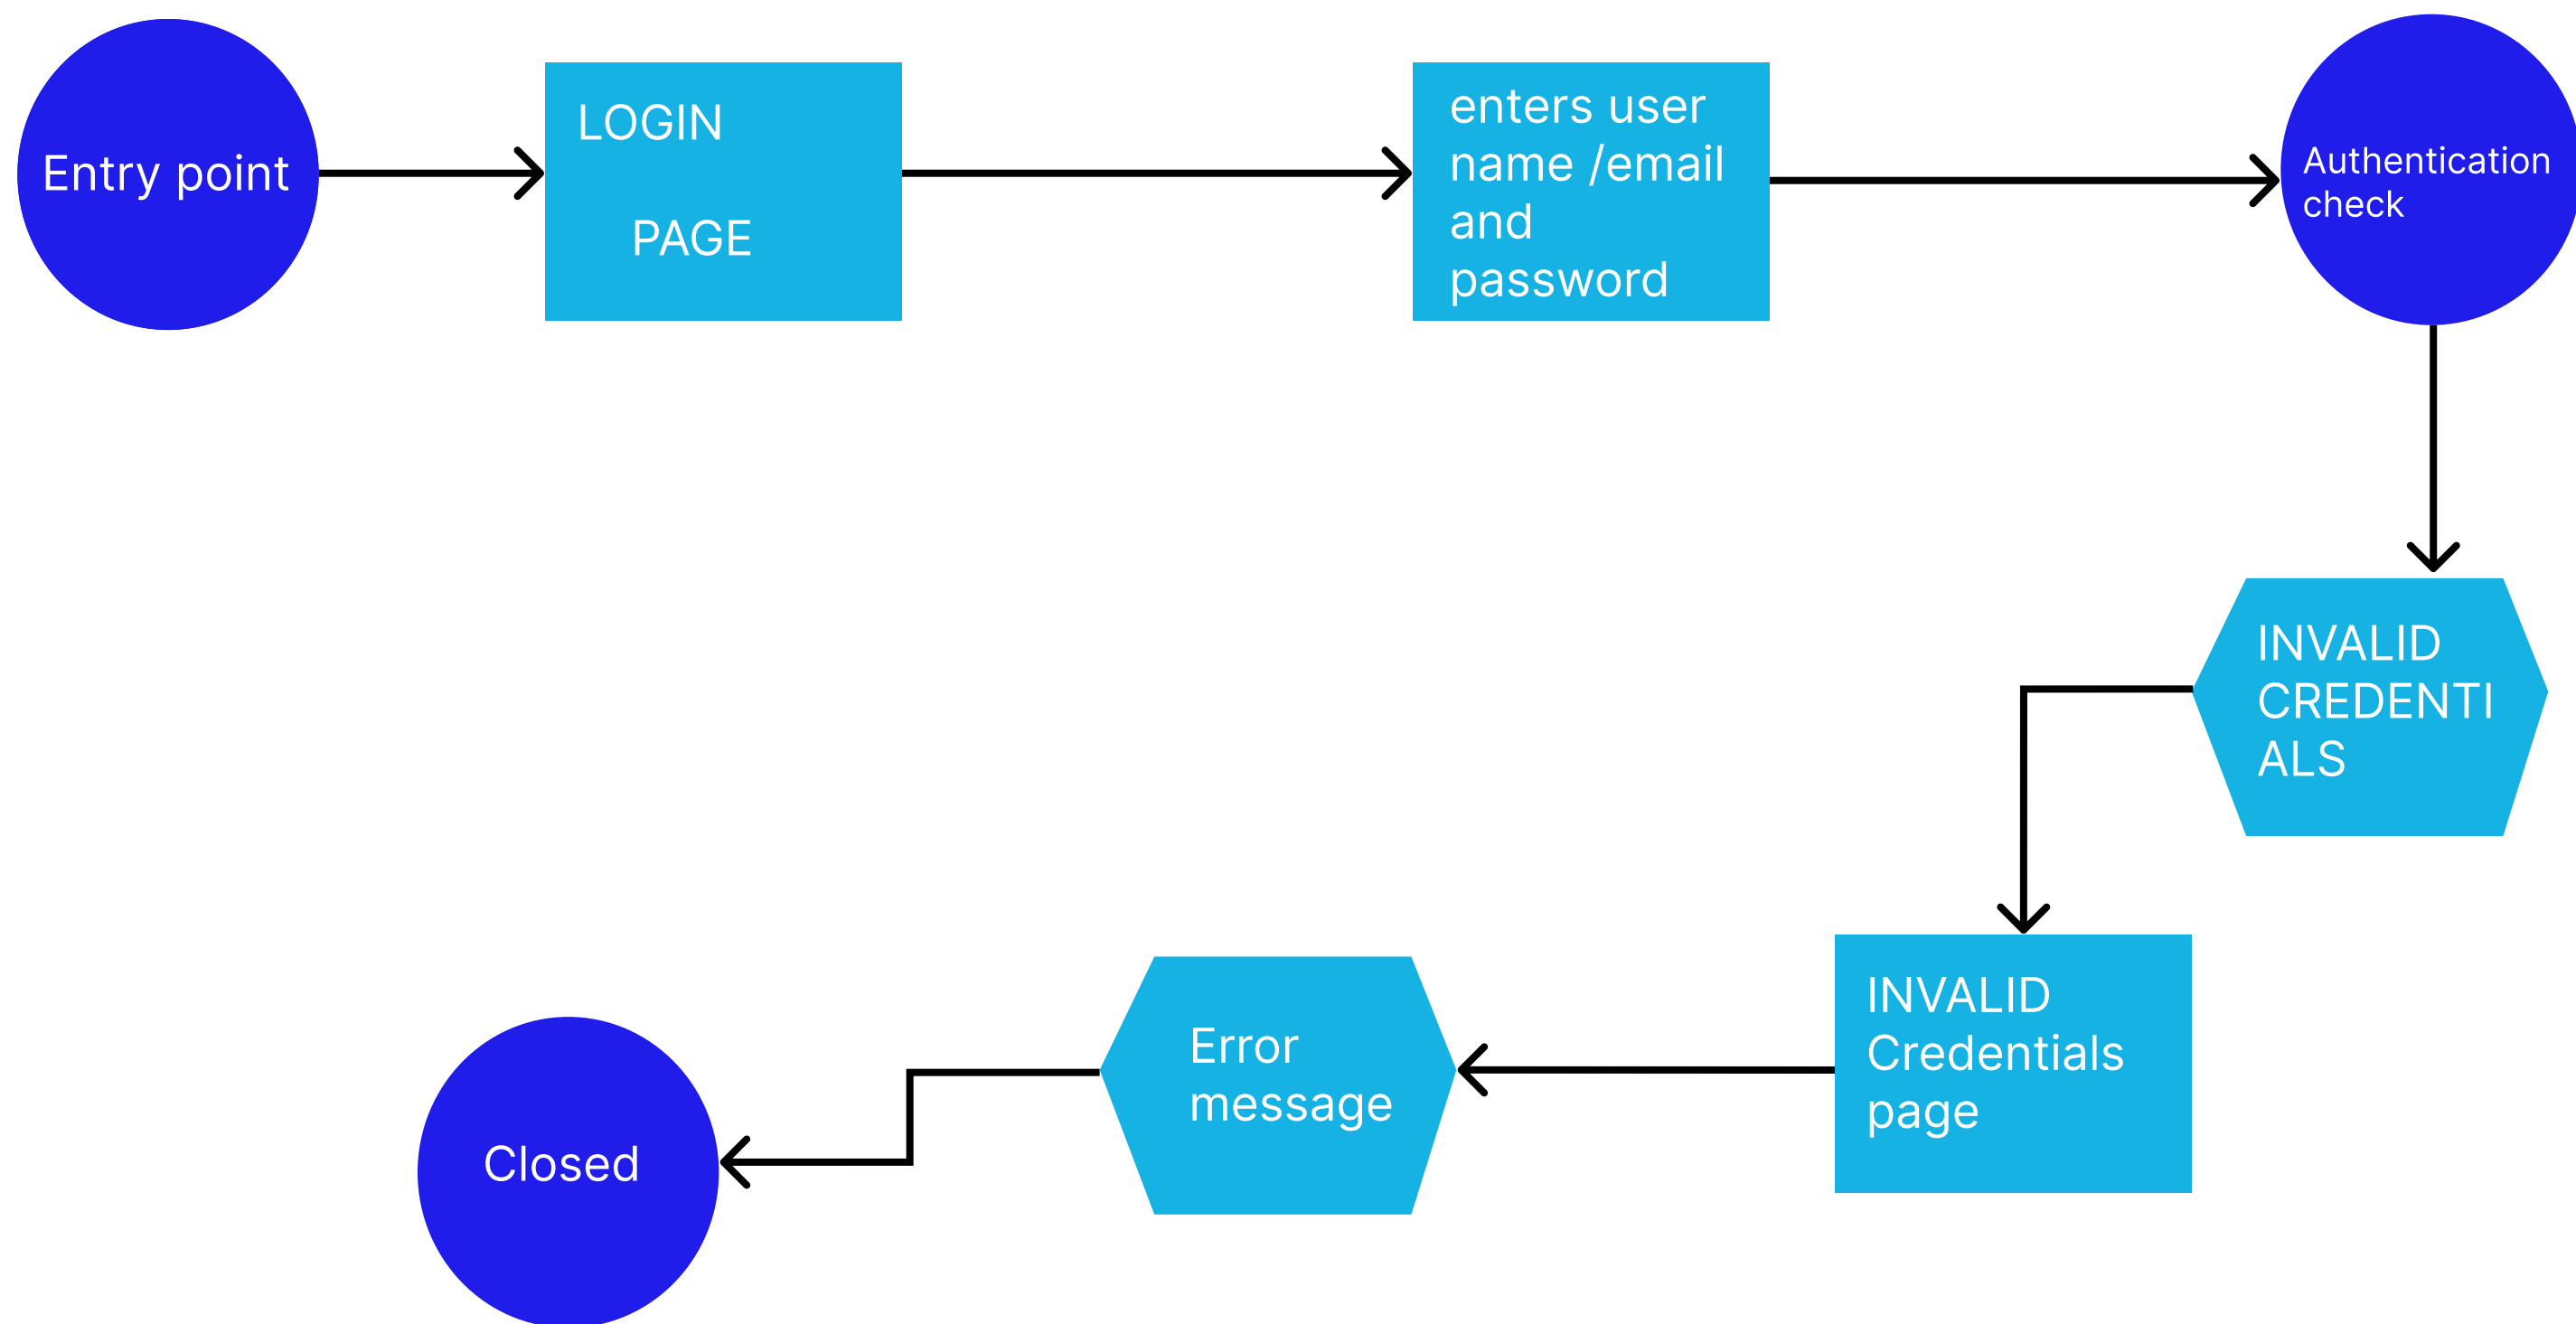 Entry point
LOGIN
PAGE
enters user
name /email
and
password
Authentication
check
INVALID
CREDENTI
ALS
INVALID
Credentials
page
Error
message
Closed